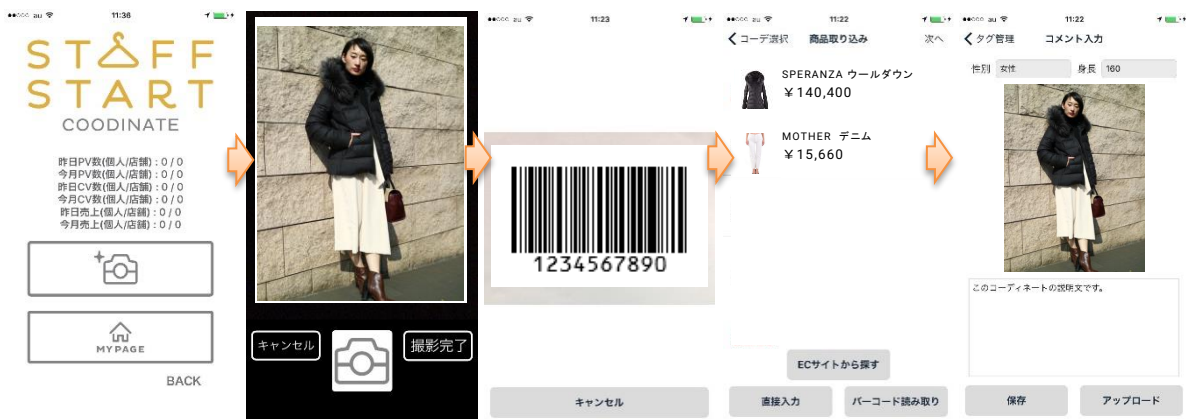 ●●○○○ au 11:36
STAFF
START
COODINATE
昨日PV数(個人/店舗) : 0 / 0
今月PV数(個人/店舗) : 0 / 0
昨日CV数(個人/店舗) : 0 / 0
今月CV数(個人/店舗) : 0 / 0
昨日売上(個人/店舗) : 0 / 0
今月売上(個人/店舗) : 0 / 0
MYPAGE
BACK
キャンセル
撮影完了
●●○○○ au 11:23
1234567890
キャンセル
●●○○○ au 11:22
コーデ選択 商品取り込み 次へ
SPERANZA ウールダウン
￥140,400
MOTHER デニム
￥15,660
ECサイトから探す
直接入力 バーコード読み取り
●●○○○ au 11:22
タグ管理 コメント入力
性別 女性 身長 160
このコーディネートの説明文です。
保存 アップロード